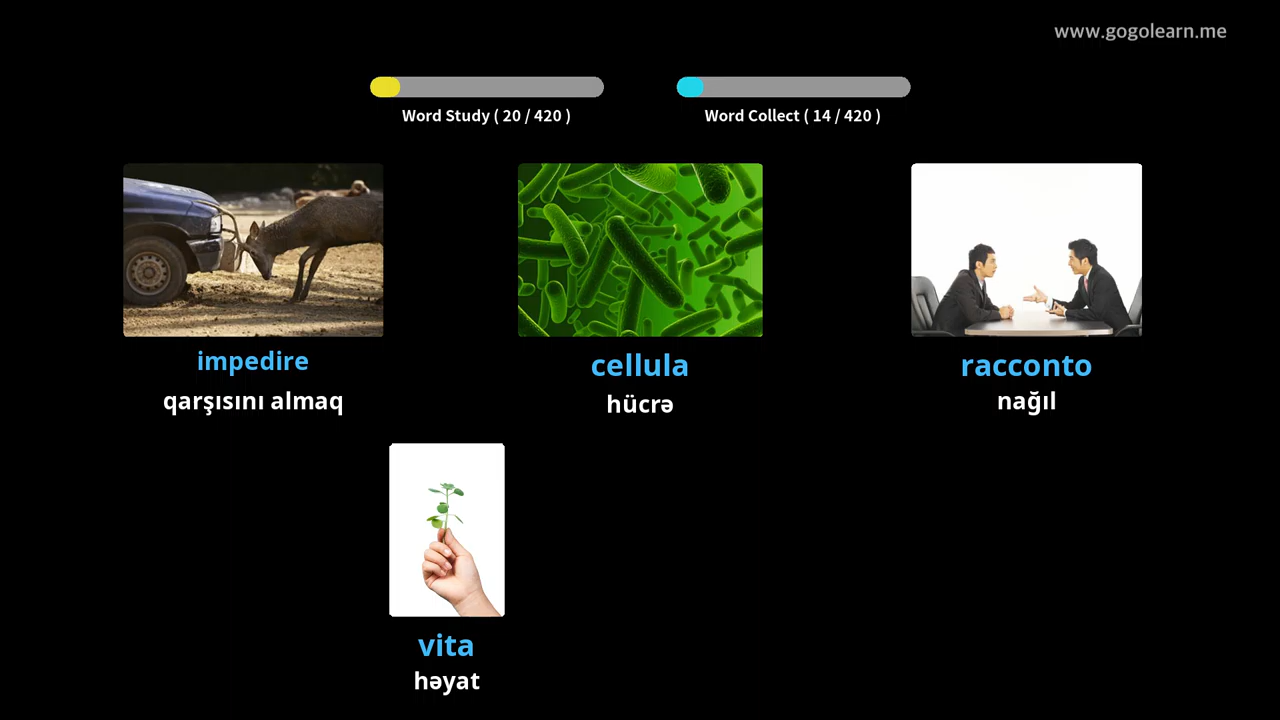 www.gogolearn.me
Word Study ( 20 / 420 )
Word Collect ( 14 / 420 )
impedire
qarşısını almaq
cellula
hücrə
racconto
nağıl
vita
həyat